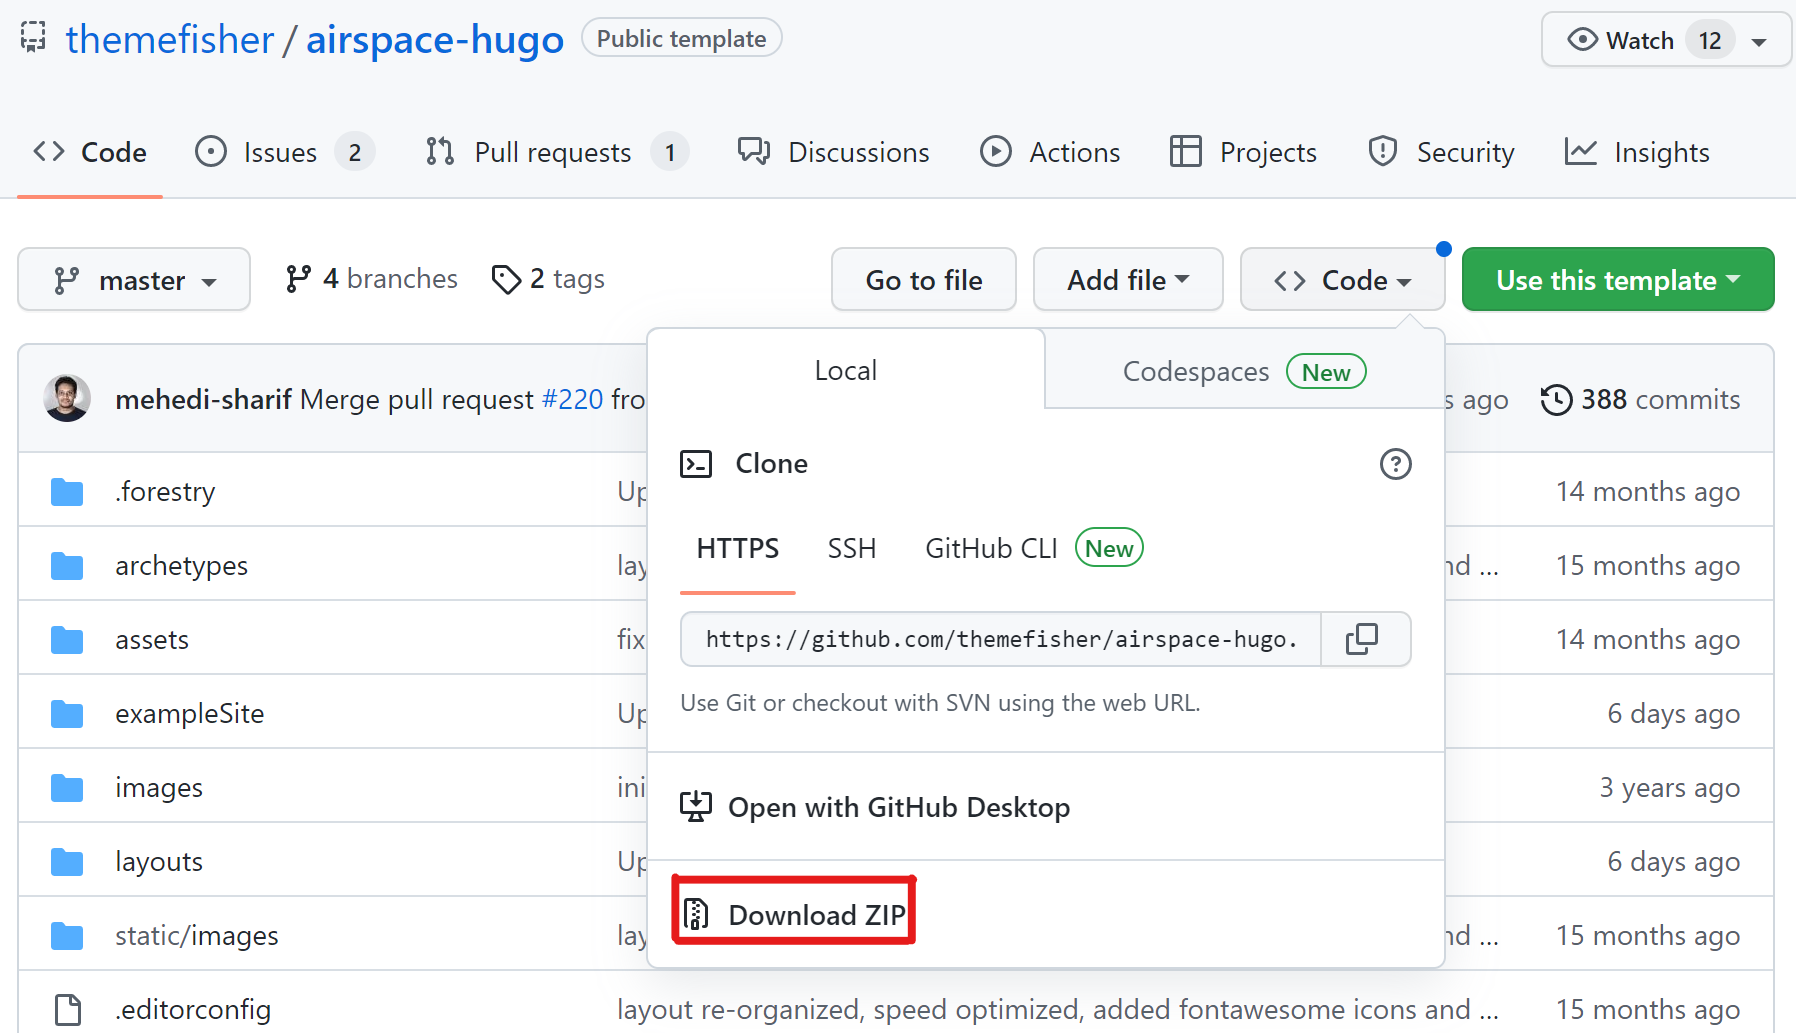 themefisher / airspace-hugo Public template
Watch 12
Code Issues 2 Pull requests 1 Discussions Actions Projects Security Insights
master 4 branches 2 tags Go to file Add file Code Use this template
mehedi-sharif Merge pull request #220 fro
s ago 388 commits
Local Codespaces New
Clone
HTTPS SSH GitHub CLI New
https://github.com/themefisher/airspace-hugo.
Use Git or checkout with SVN using the web URL.
Open with GitHub Desktop
Download ZIP
.forestry Up 14 months ago
archetypes lay nd ... 15 months ago
assets fix 14 months ago
exampleSite Up 6 days ago
images ini 3 years ago
layouts Up 6 days ago
static/images lay nd ... 15 months ago
.editorconfig layout re-organized, speed optimized, added fontawesome icons and ... 15 months ago